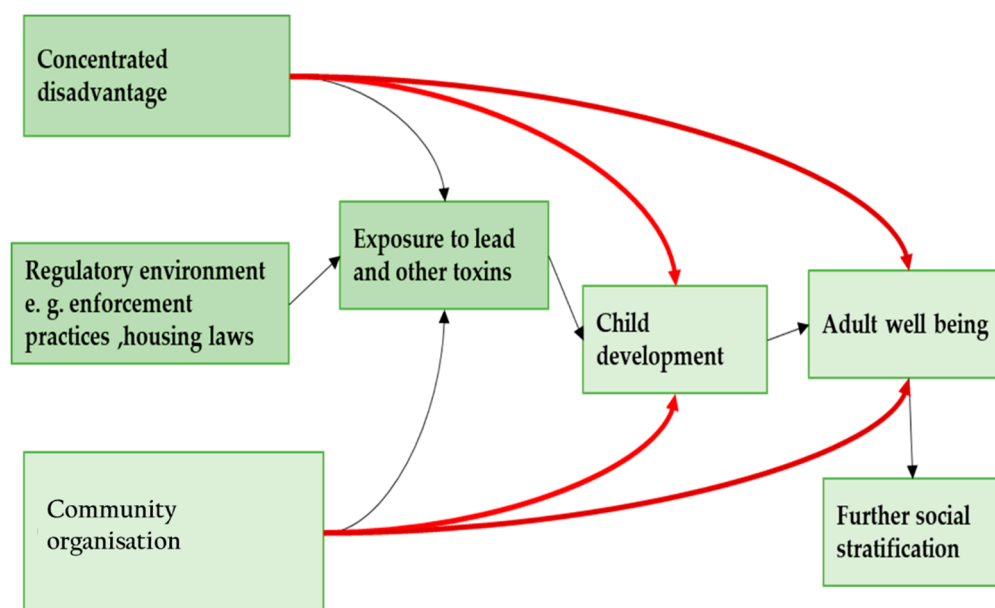 Concentrated
disadvantage
Exposure to lead
and other toxins
Regulatory environment
e. g. enforcement
practices ,housing laws
Child
development
Adult well being
Community
organisation
Further social
stratification